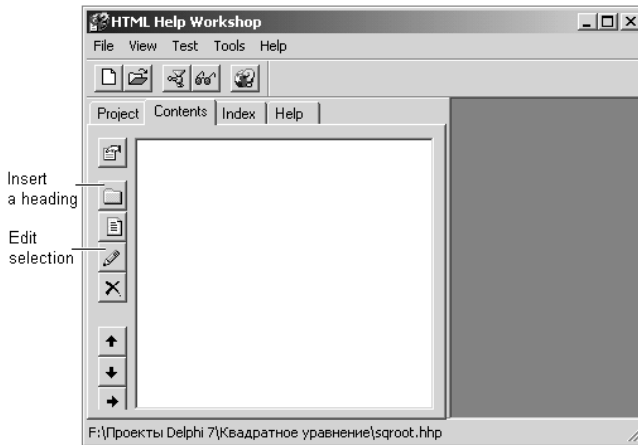 HTML Help Workshop
File View Test Tools Help
Project Contents Index Help
Insert
a heading
Edit
selection
F:\Проекты Delphi 7\Квадратное уравнение\sqroot.hhp